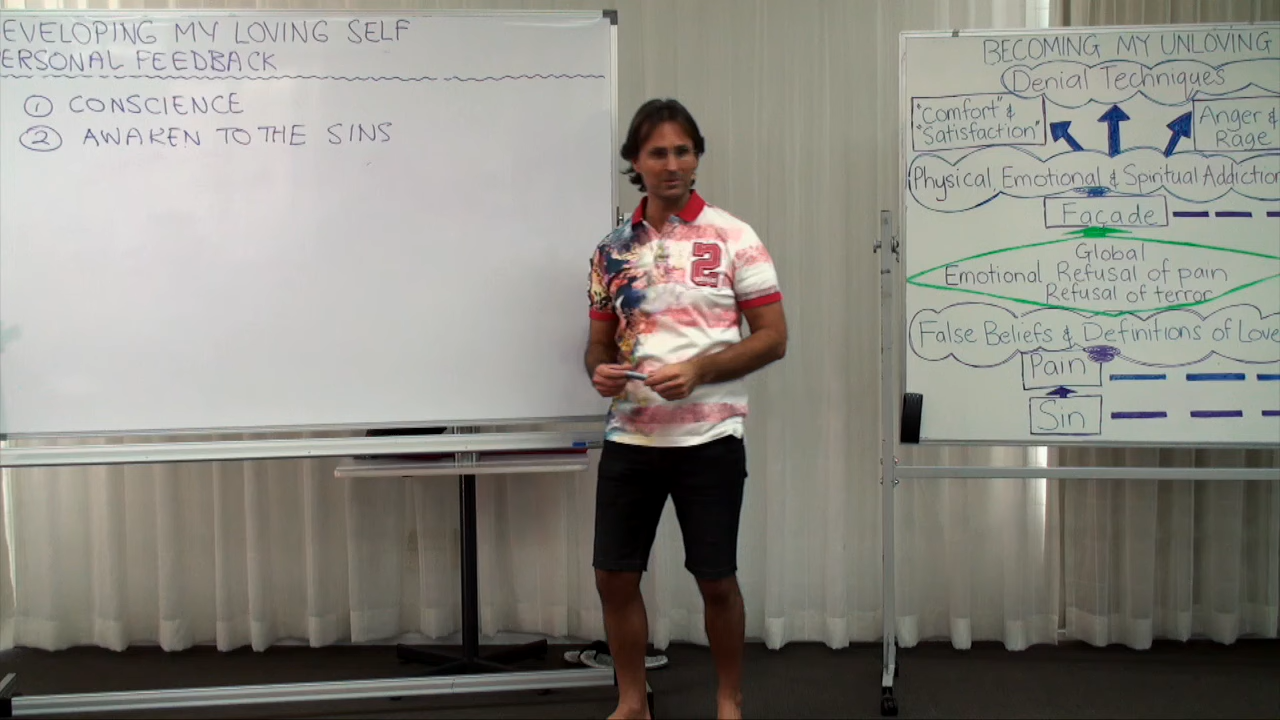 EVELOPING MY LOVING SELF
ERSONAL FEEDBACK
① CONSCIENCE
② AWAKEN TO THE SINS
2
BECOMING MY UNLOVING
Denial Techniques
"Comfort" &
"Satisfaction"
Anger &
Rage
Physical, Emotional & Spiritual Addiction
Façade
Global
Emotional Refusal of pain
Refusal of terror
False Beliefs & Definitions of Love
Pain
Sin